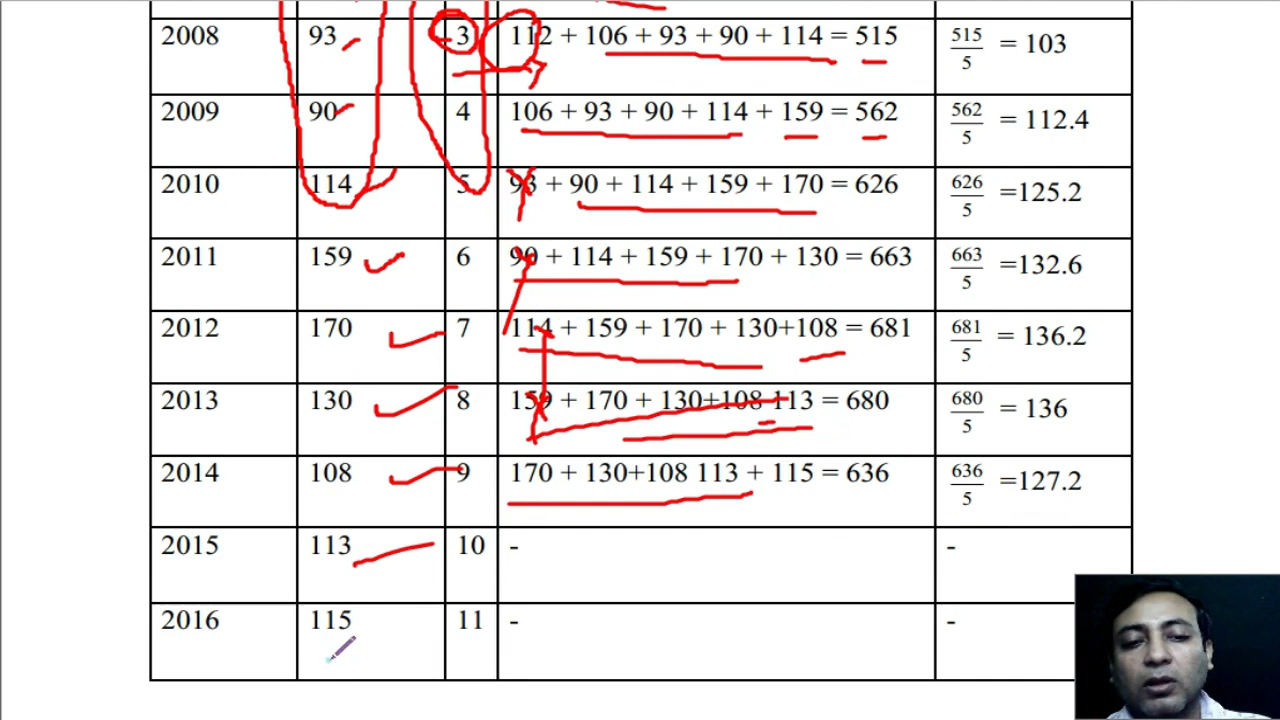 2008 93 3 112 + 106 + 93 + 90 + 114 = 515 515/5 = 103
2009 90 4 106 + 93 + 90 + 114 + 159 = 562 562/5 = 112.4
2010 114 5 93 + 90 + 114 + 159 + 170 = 626 626/5 =125.2
2011 159 6 90 + 114 + 159 + 170 + 130 = 663 663/5 =132.6
2012 170 7 114 + 159 + 170 + 130+108 = 681 681/5 = 136.2
2013 130 8 159 + 170 + 130+108 113 = 680 680/5 = 136
2014 108 9 170 + 130+108 113 + 115 = 636 636/5 =127.2
2015 113 10 - -
2016 115 11 - -